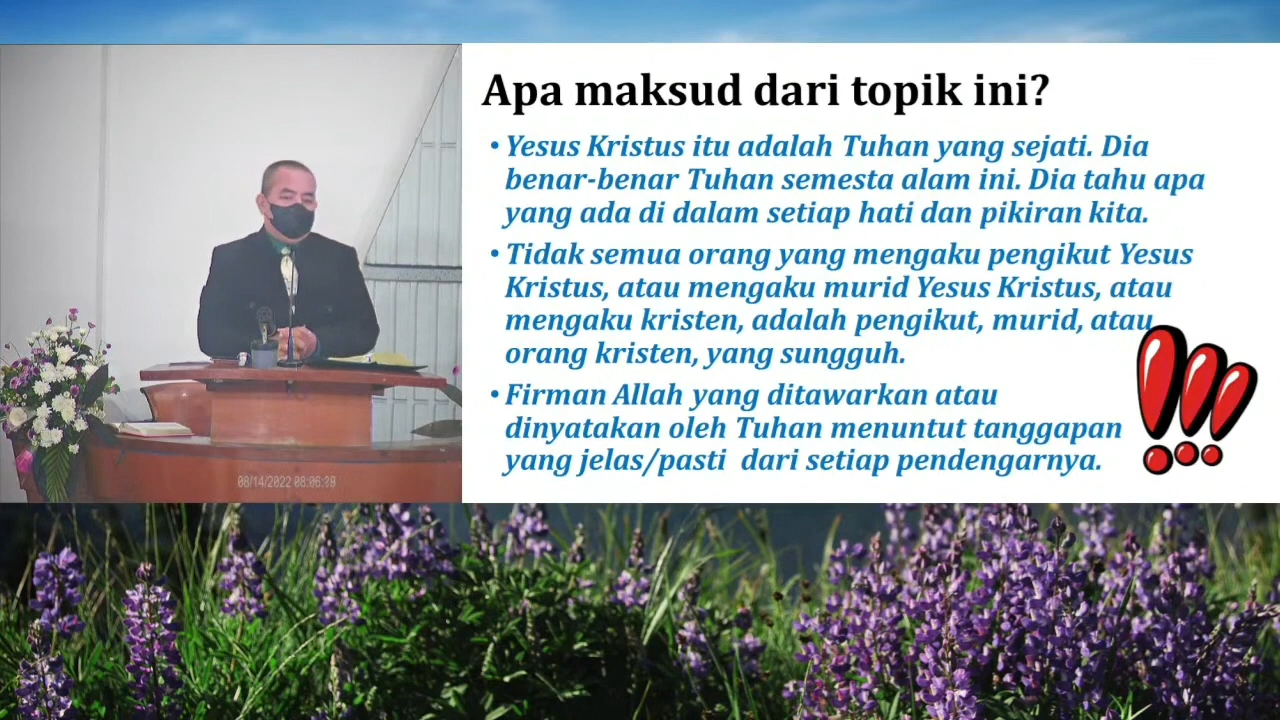 Apa maksud dari topik ini?
• Yesus Kristus itu adalah Tuhan yang sejati. Dia
benar-benar Tuhan semesta alam ini. Dia tahu apa
yang ada di dalam setiap hati dan pikiran kita.
• Tidak semua orang yang mengaku pengikut Yesus
Kristus, atau mengaku murid Yesus Kristus, atau
mengaku kristen, adalah pengikut, murid, atau
orang kristen, yang sungguh.
• Firman Allah yang ditawarkan atau
dinyatakan oleh Tuhan menuntut tanggapan
yang jelas/pasti dari setiap pendengarnya.
08/14/2022 08:06:28